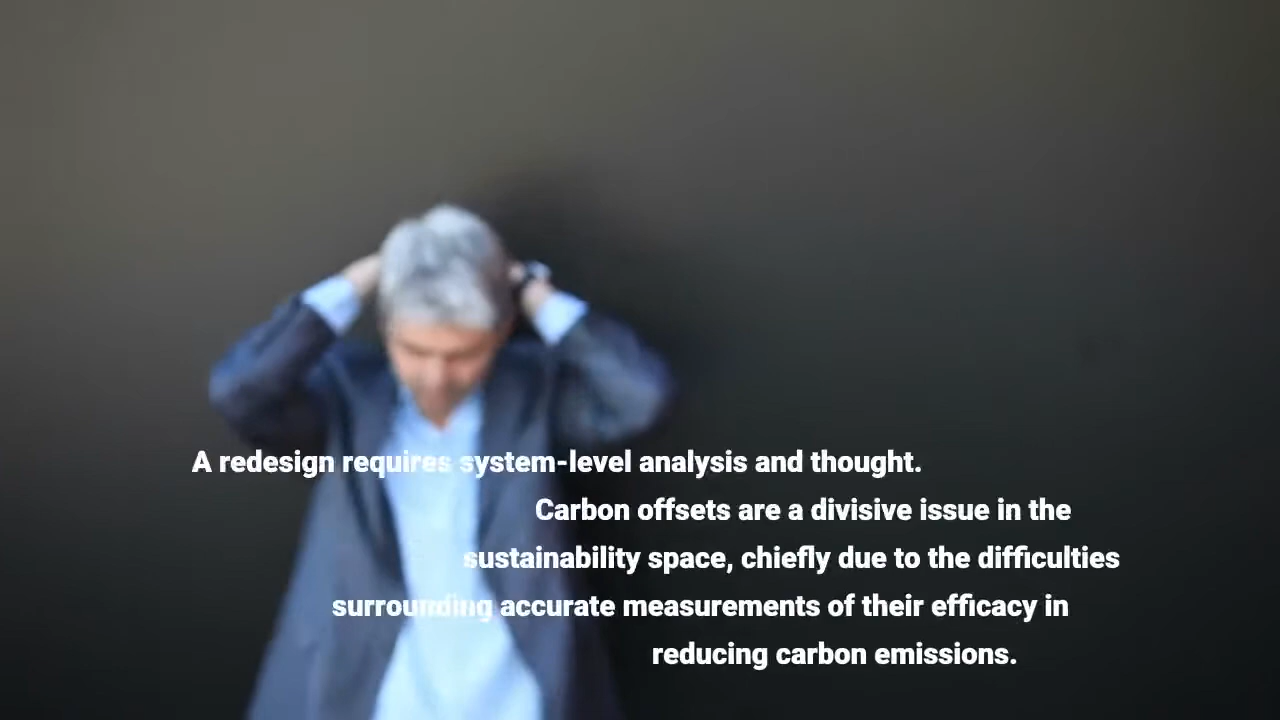 A redesign requires system-level analysis and thought.
Carbon offsets are a divisive issue in the
sustainability space, chiefly due to the difficulties
surrounding accurate measurements of their efficacy in
reducing carbon emissions.